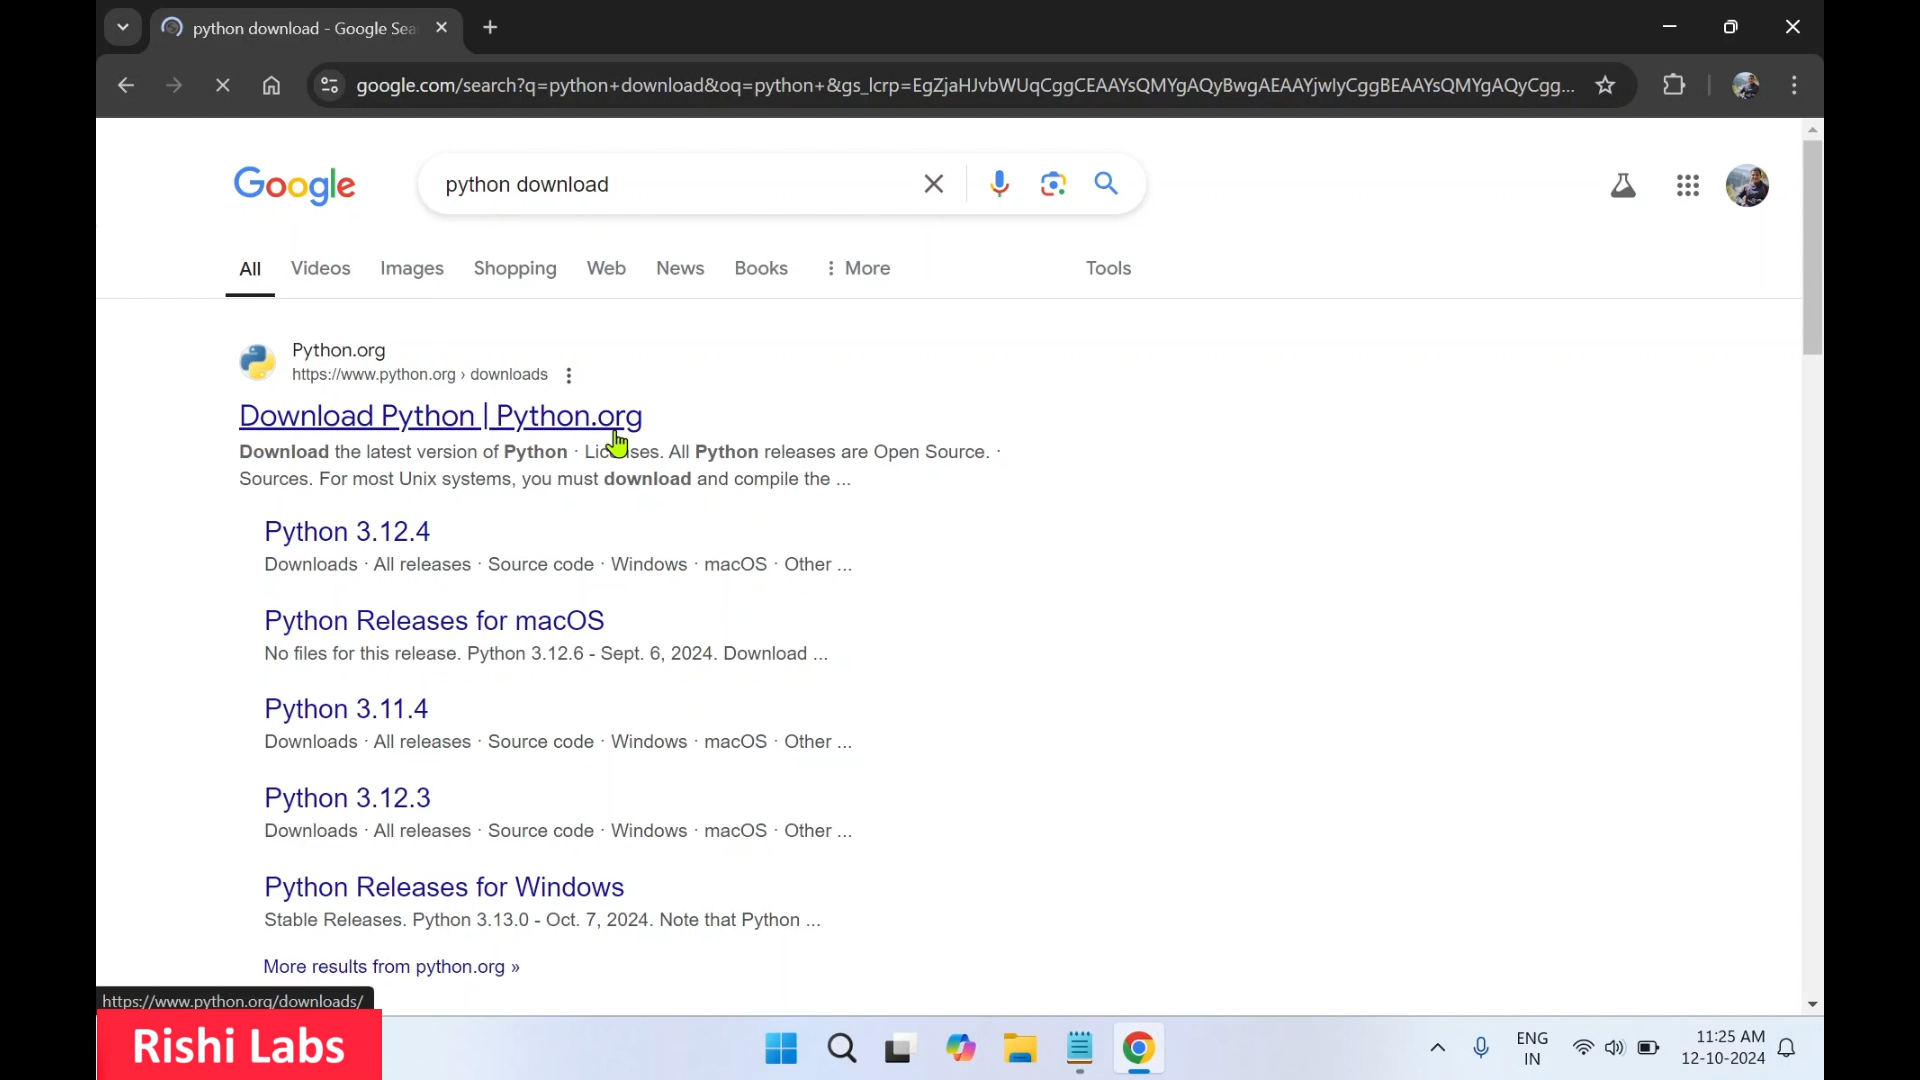 python download - Google Sea
google.com/search?q=python+download&oq=python+&gs_lcrp=EgZjaHJvbWUqCggCEAAYsQMYgAQyBwgAEAAYjwIyCggBEAAYsQMYgAQyCgg...
Google
python download
All
Videos
Images
Shopping
Web
News
Books
More
Tools
Python.org
https://www.python.org › downloads
Download Python | Python.org
Download the latest version of Python · Licenses. All Python releases are Open Source. ·
Sources. For most Unix systems, you must download and compile the ...
Python 3.12.4
Downloads · All releases · Source code · Windows · macOS · Other ...
Python Releases for macOS
No files for this release. Python 3.12.6 - Sept. 6, 2024. Download ...
Python 3.11.4
Downloads · All releases · Source code · Windows · macOS · Other ...
Python 3.12.3
Downloads · All releases · Source code · Windows · macOS · Other ...
Python Releases for Windows
Stable Releases. Python 3.13.0 - Oct. 7, 2024. Note that Python ...
More results from python.org »
https://www.python.org/downloads/
Rishi Labs
ENG
IN
11:25 AM
12-10-2024